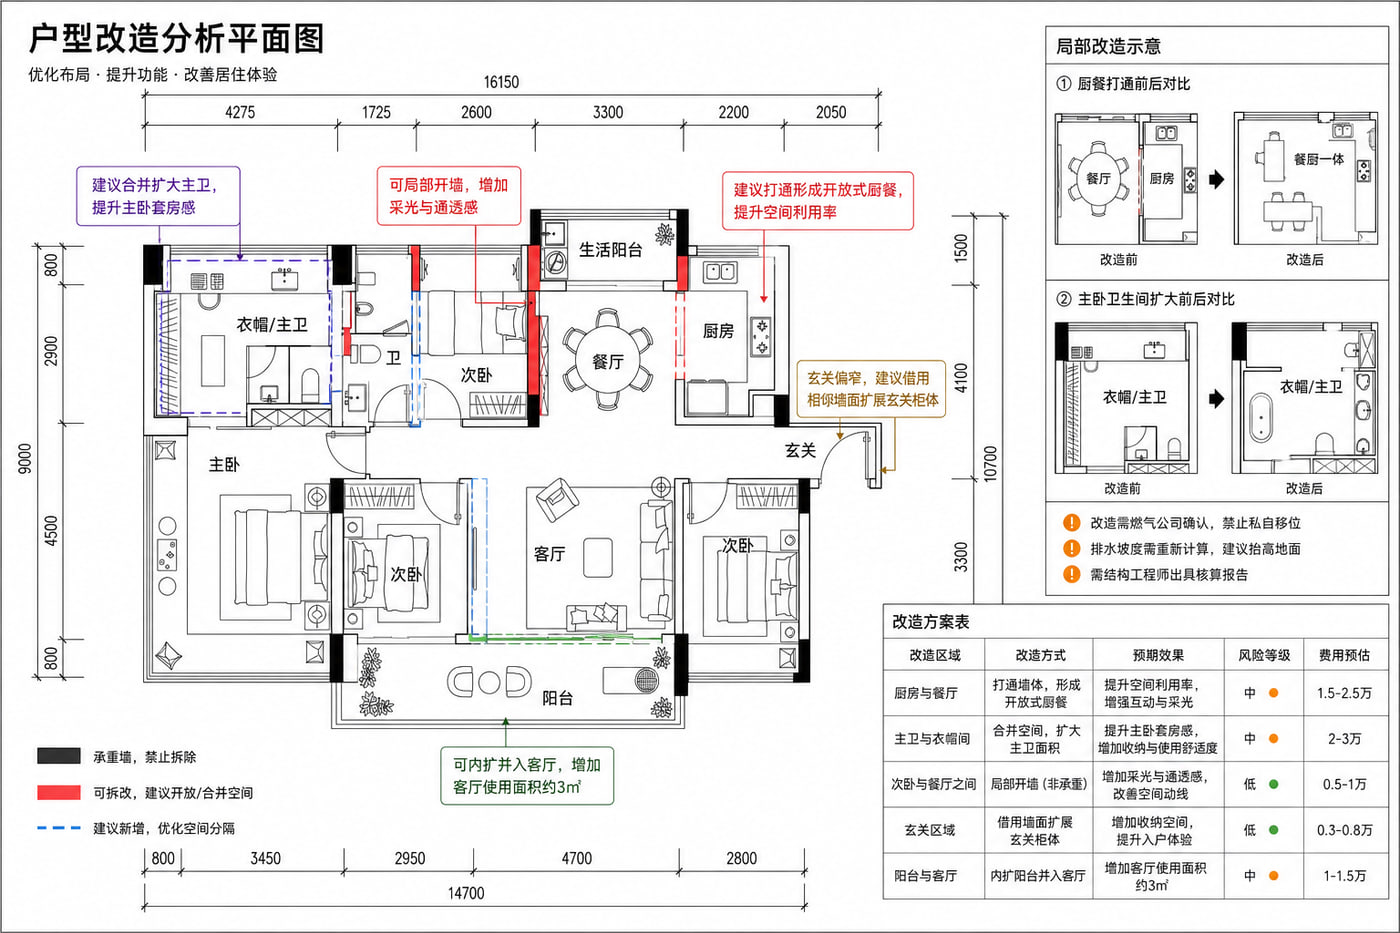 户型改造分析平面图
优化布局 · 提升功能 · 改善居住体验
16150
4275
1725
2600
3300
2200
2050
建议合并扩大主卫，
提升主卧套房感
可局部开墙，增加
采光与通透感
建议打通形成开放式厨餐，
提升空间利用率
玄关偏窄，建议借用
相邻墙面扩展玄关柜体
生活阳台
衣帽/主卫
卫
次卧
餐厅
厨房
玄关
主卧
次卧
客厅
次卧
阳台
800
2900
4500
800
9000
1500
4100
3300
10700
可内扩并入客厅，增加
客厅使用面积约3㎡
承重墙，禁止拆除
可拆改，建议开放/合并空间
建议新增，优化空间分隔
800
3450
2950
4700
2800
14700
局部改造示意
① 厨餐打通前后对比
餐厅
厨房
餐厨一体
改造前
改造后
② 主卧卫生间扩大前后对比
衣帽/主卫
衣帽/主卫
改造前
改造后
! 改造需燃气公司确认，禁止私自移位
! 排水坡度需重新计算，建议抬高地面
! 需结构工程师出具核算报告
改造方案表
改造区域 改造方式 预期效果 风险等级 费用预估
厨房与餐厅 打通墙体，形成 提升空间利用率， 中 1.5-2.5万
开放式厨餐 增强互动与采光
主卫与衣帽间 合并空间，扩大 提升主卧套房感， 中 2-3万
主卫面积 增加收纳与使用舒适度
次卧与餐厅之间 局部开墙 (非承重) 增加采光与通透感， 低 0.5-1万
改善空间动线
玄关区域 借用墙面扩展 增加收纳空间， 低 0.3-0.8万
玄关柜体 提升入户体验
阳台与客厅 内扩阳台并入客厅 增加客厅使用面积 中 1-1.5万
约3㎡